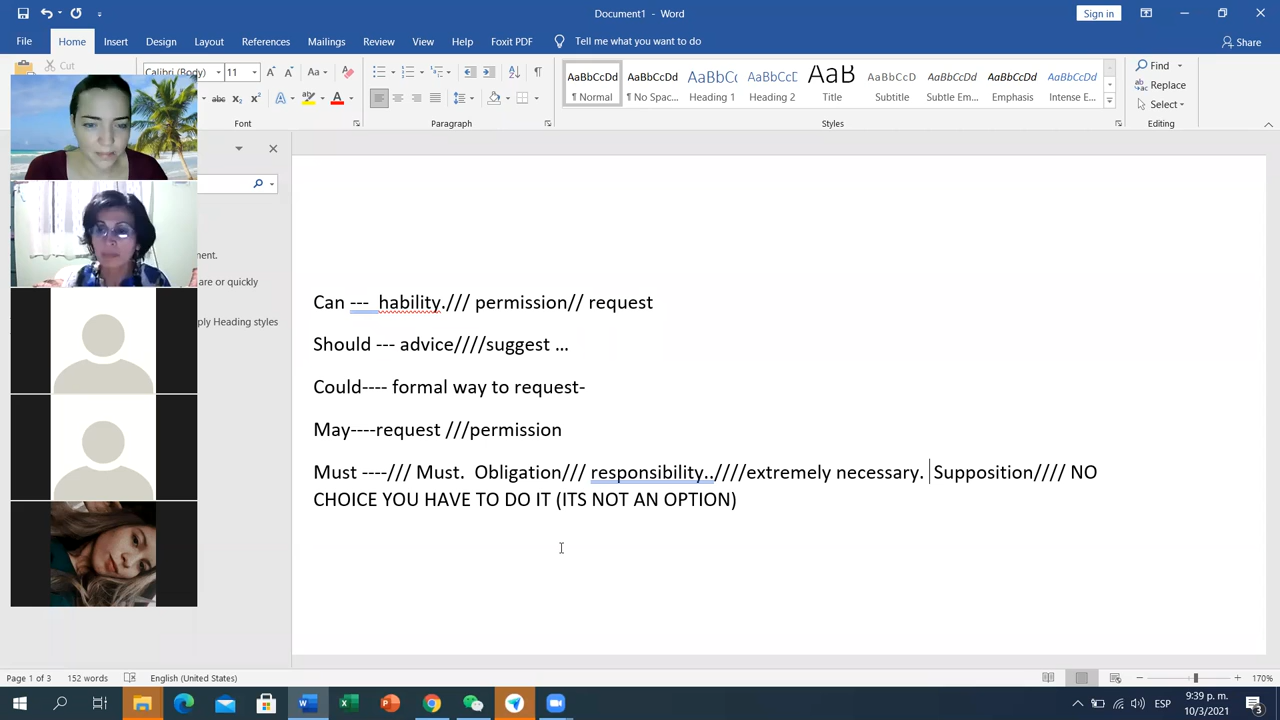 Document1 - Word
Sign in
File Home Insert Design Layout References Mailings Review View Help Foxit PDF Tell me what you want to do Share
Cut Calibri (Body) 11 Aa AaBbCcDd AaBbCcDd AaBbCc AaBbCcD AaB AaBbCcD AaBbCcDd AaBbCcDd AaBbCcDd Find
¶ Normal ¶ No Spac... Heading 1 Heading 2 Title Subtitle Subtle Em... Emphasis Intense E... Replace
Select
Font Paragraph Styles Editing
ment.
are or quickly
ply Heading styles
Can --- hability./// permission// request
Should --- advice////suggest ...
Could---- formal way to request-
May----request ///permission
Must ----/// Must. Obligation/// responsibility..////extremely necessary. Supposition//// NO
CHOICE YOU HAVE TO DO IT (ITS NOT AN OPTION)
Page 1 of 3 152 words English (United States) 170%
ESP 9:39 p. m.
10/3/2021 3